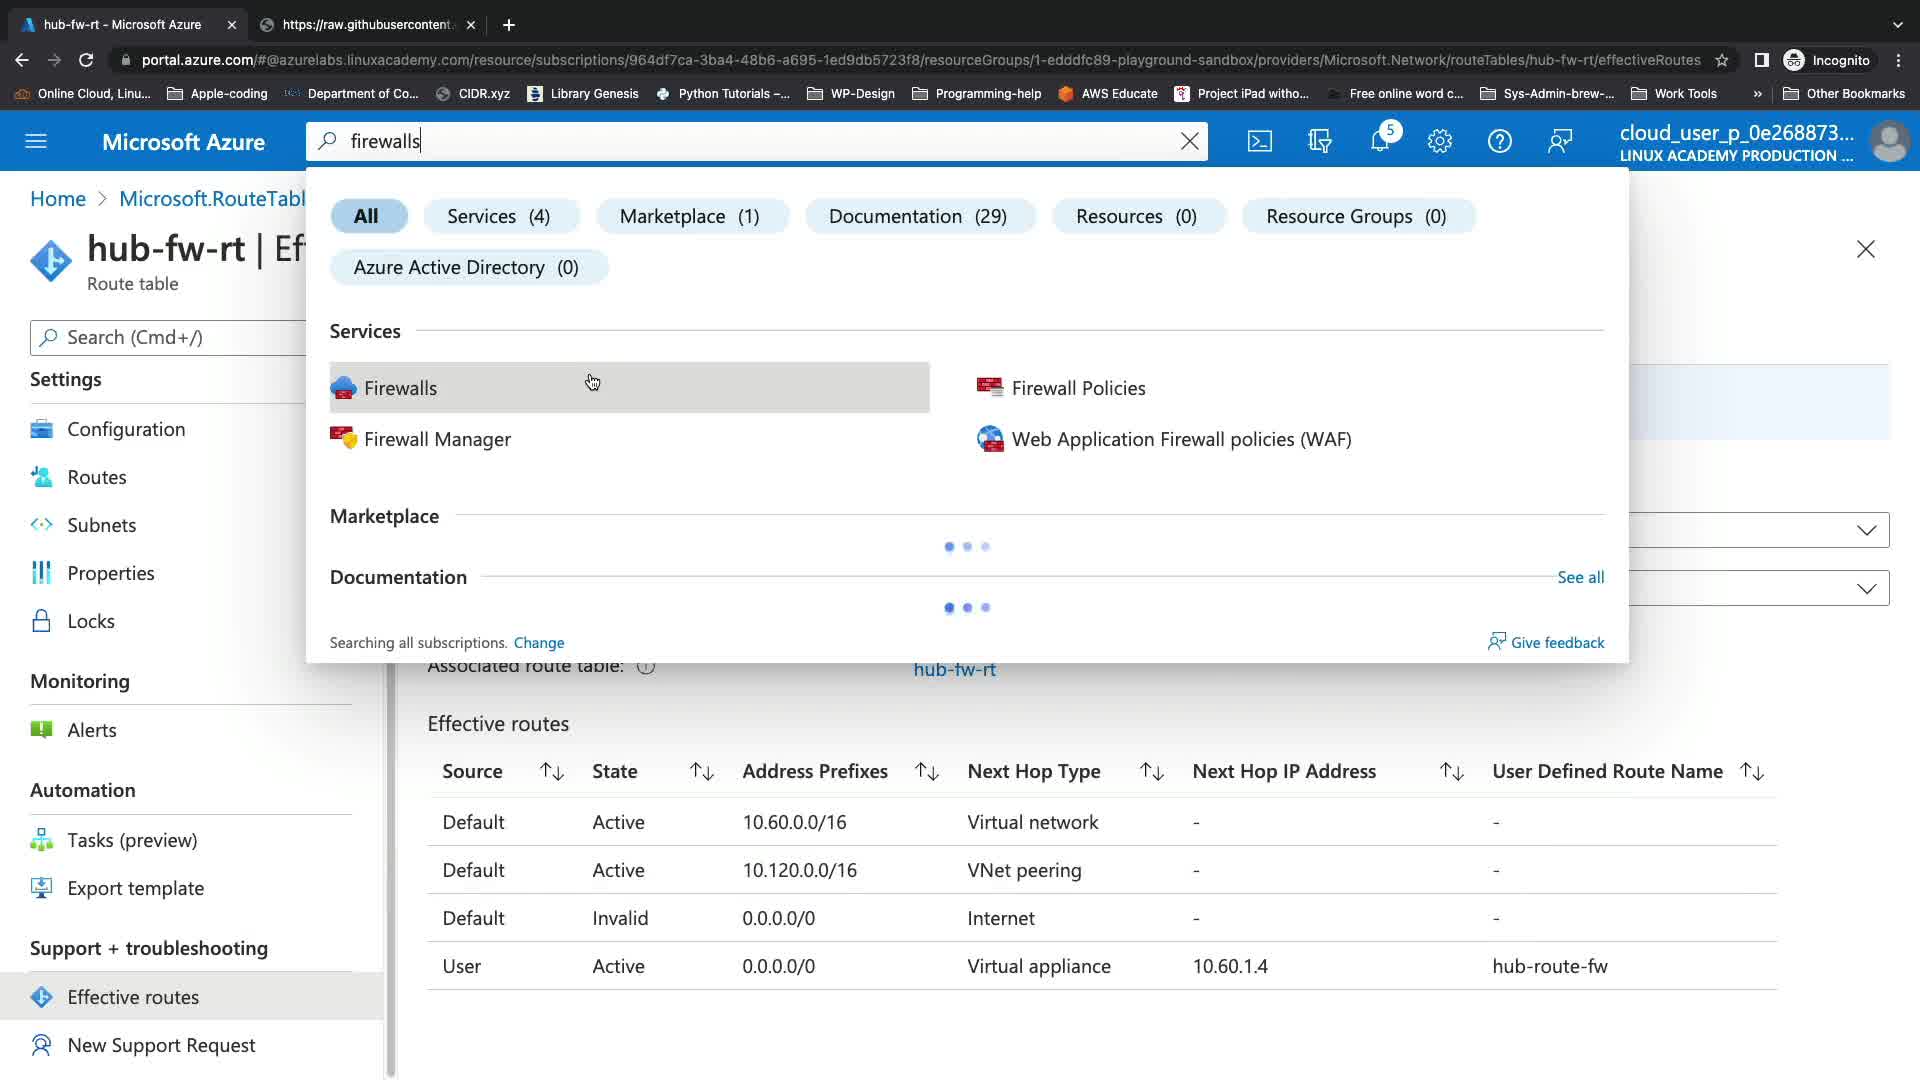 hub-fw-rt - Microsoft Azure
https://raw.githubusercontent.
portal.azure.com/#@azurelabs.linuxacademy.com/resource/subscriptions/964df7ca-3ba4-48b6-a695-1ed9db5723f8/resourceGroups/1-edddfc89-playground-sandbox/providers/Microsoft.Network/routeTables/hub-fw-rt/effectiveRoutes
Incognito
Online Cloud, Linu...
Apple-coding
Department of Co...
CIDR.xyz
Library Genesis
Python Tutorials –...
WP-Design
Programming-help
AWS Educate
Project iPad witho...
Free online word c...
Sys-Admin-brew-...
Work Tools
»
Other Bookmarks
Microsoft Azure
firewalls
5
cloud_user_p_0e268873...
LINUX ACADEMY PRODUCTION ...
Home > Microsoft.RouteTabl
hub-fw-rt | Ef
Route table
Search (Cmd+/)
Settings
Configuration
Routes
Subnets
Properties
Locks
Monitoring
Alerts
Automation
Tasks (preview)
Export template
Support + troubleshooting
Effective routes
New Support Request
All
Services (4)
Marketplace (1)
Documentation (29)
Resources (0)
Resource Groups (0)
Azure Active Directory (0)
Services
Firewalls
Firewall Policies
Firewall Manager
Web Application Firewall policies (WAF)
Marketplace
Documentation
See all
Searching all subscriptions. Change
Give feedback
Associated route table:
hub-fw-rt
Effective routes
Source State Address Prefixes Next Hop Type Next Hop IP Address User Defined Route Name
Default Active 10.60.0.0/16 Virtual network - -
Default Active 10.120.0.0/16 VNet peering - -
Default Invalid 0.0.0.0/0 Internet - -
User Active 0.0.0.0/0 Virtual appliance 10.60.1.4 hub-route-fw